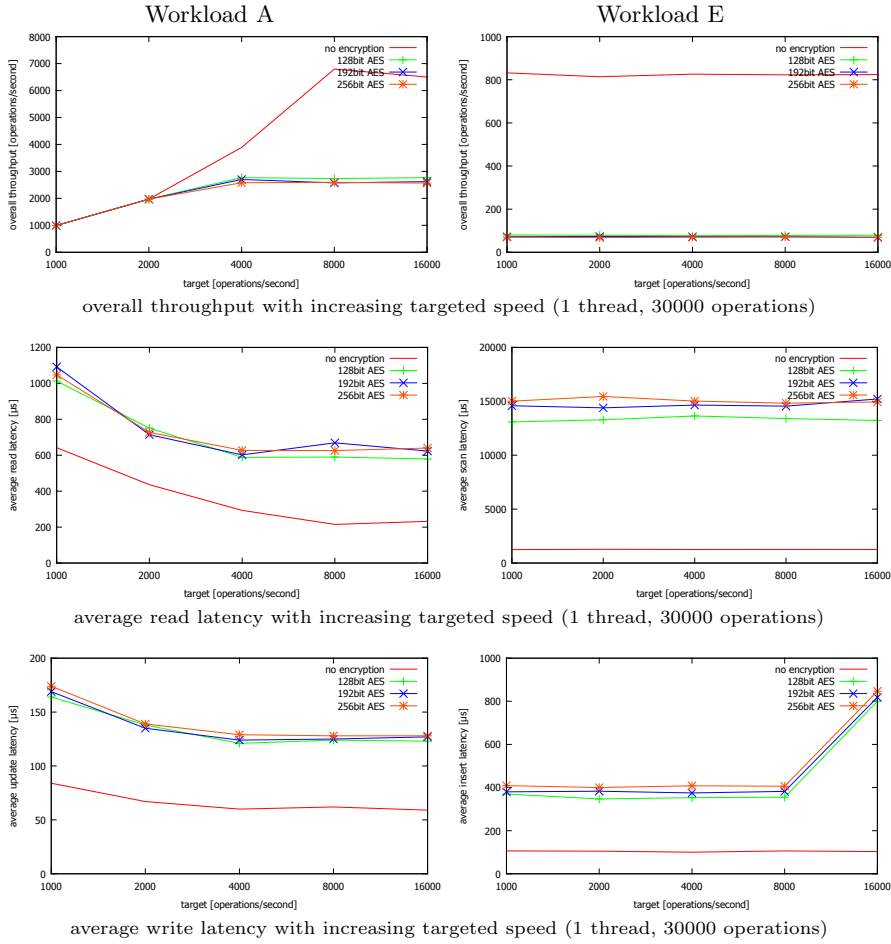 Workload A
Workload E
8000
7000
6000
5000
4000
3000
2000
1000
0
overall throughput [operations/second]
no encryption
128bit AES
192bit AES
256bit AES
1000 2000 4000 8000 16000
target [operations/second]
1000
800
600
400
200
0
overall throughput [operations/second]
no encryption
128bit AES
192bit AES
256bit AES
1000 2000 4000 8000 16000
target [operations/second]
overall throughput with increasing targeted speed (1 thread, 30000 operations)
1200
1000
800
600
400
200
0
average read latency [µs]
no encryption
128bit AES
192bit AES
256bit AES
1000 2000 4000 8000 16000
target [operations/second]
20000
15000
10000
5000
0
average scan latency [µs]
no encryption
128bit AES
192bit AES
256bit AES
1000 2000 4000 8000 16000
target [operations/second]
average read latency with increasing targeted speed (1 thread, 30000 operations)
200
150
100
50
0
average update latency [µs]
no encryption
128bit AES
192bit AES
256bit AES
1000 2000 4000 8000 16000
target [operations/second]
1000
800
600
400
200
0
average insert latency [µs]
no encryption
128bit AES
192bit AES
256bit AES
1000 2000 4000 8000 16000
target [operations/second]
average write latency with increasing targeted speed (1 thread, 30000 operations)